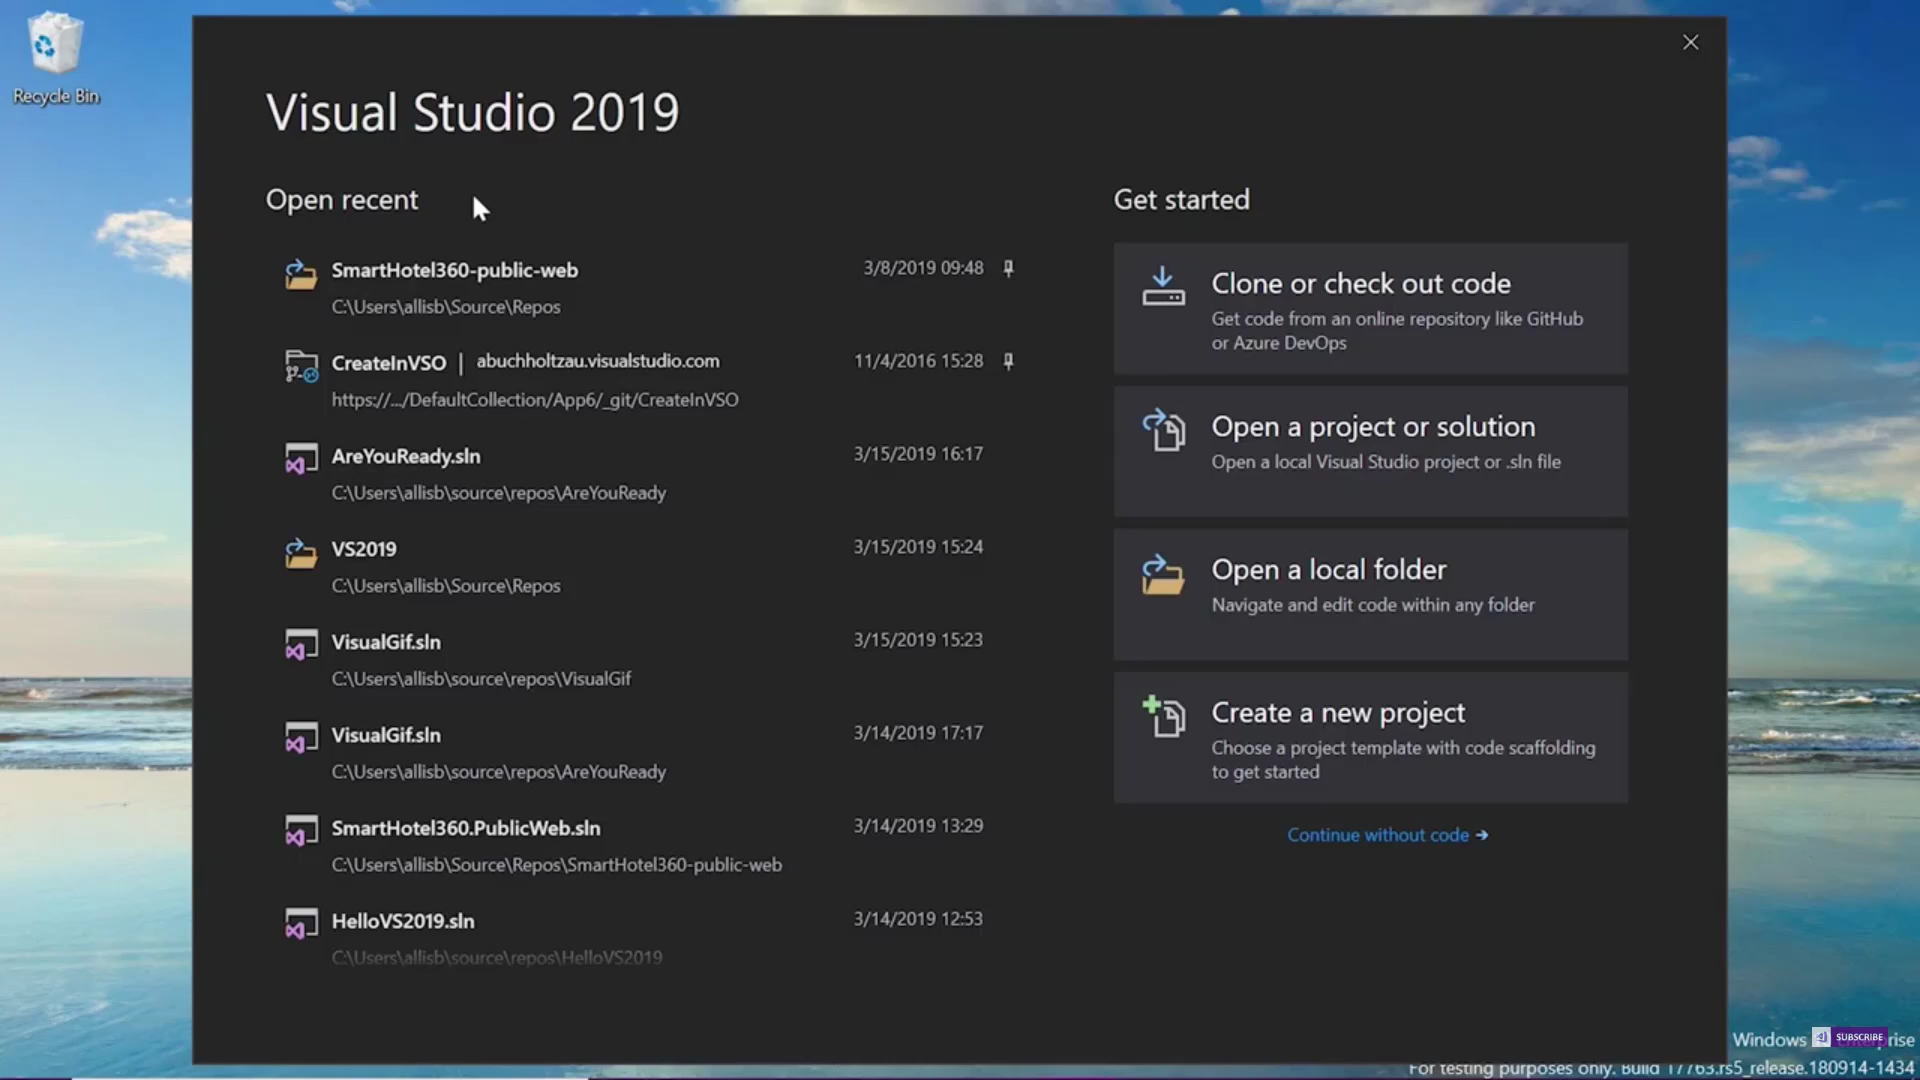 Recycle Bin
Visual Studio 2019
Open recent
SmartHotel360-public-web 3/8/2019 09:48
C:\Users\allisb\Source\Repos
CreateInVSO | abuchholtzau.visualstudio.com 11/4/2016 15:28
https://.../DefaultCollection/App6/_git/CreateInVSO
AreYouReady.sln 3/15/2019 16:17
C:\Users\allisb\source\repos\AreYouReady
VS2019 3/15/2019 15:24
C:\Users\allisb\Source\Repos
VisualGif.sln 3/15/2019 15:23
C:\Users\allisb\source\repos\VisualGif
VisualGif.sln 3/14/2019 17:17
C:\Users\allisb\source\repos\AreYouReady
SmartHotel360.PublicWeb.sln 3/14/2019 13:29
C:\Users\allisb\Source\Repos\SmartHotel360-public-web
HelloVS2019.sln 3/14/2019 12:53
C:\Users\allisb\source\repos\HelloVS2019
Get started
Clone or check out code
Get code from an online repository like GitHub
or Azure DevOps
Open a project or solution
Open a local Visual Studio project or .sln file
Open a local folder
Navigate and edit code within any folder
Create a new project
Choose a project template with code scaffolding
to get started
Continue without code →
Windows
SUBSCRIBE
For testing purposes only. Build 17763.rs5_release.180914-1434